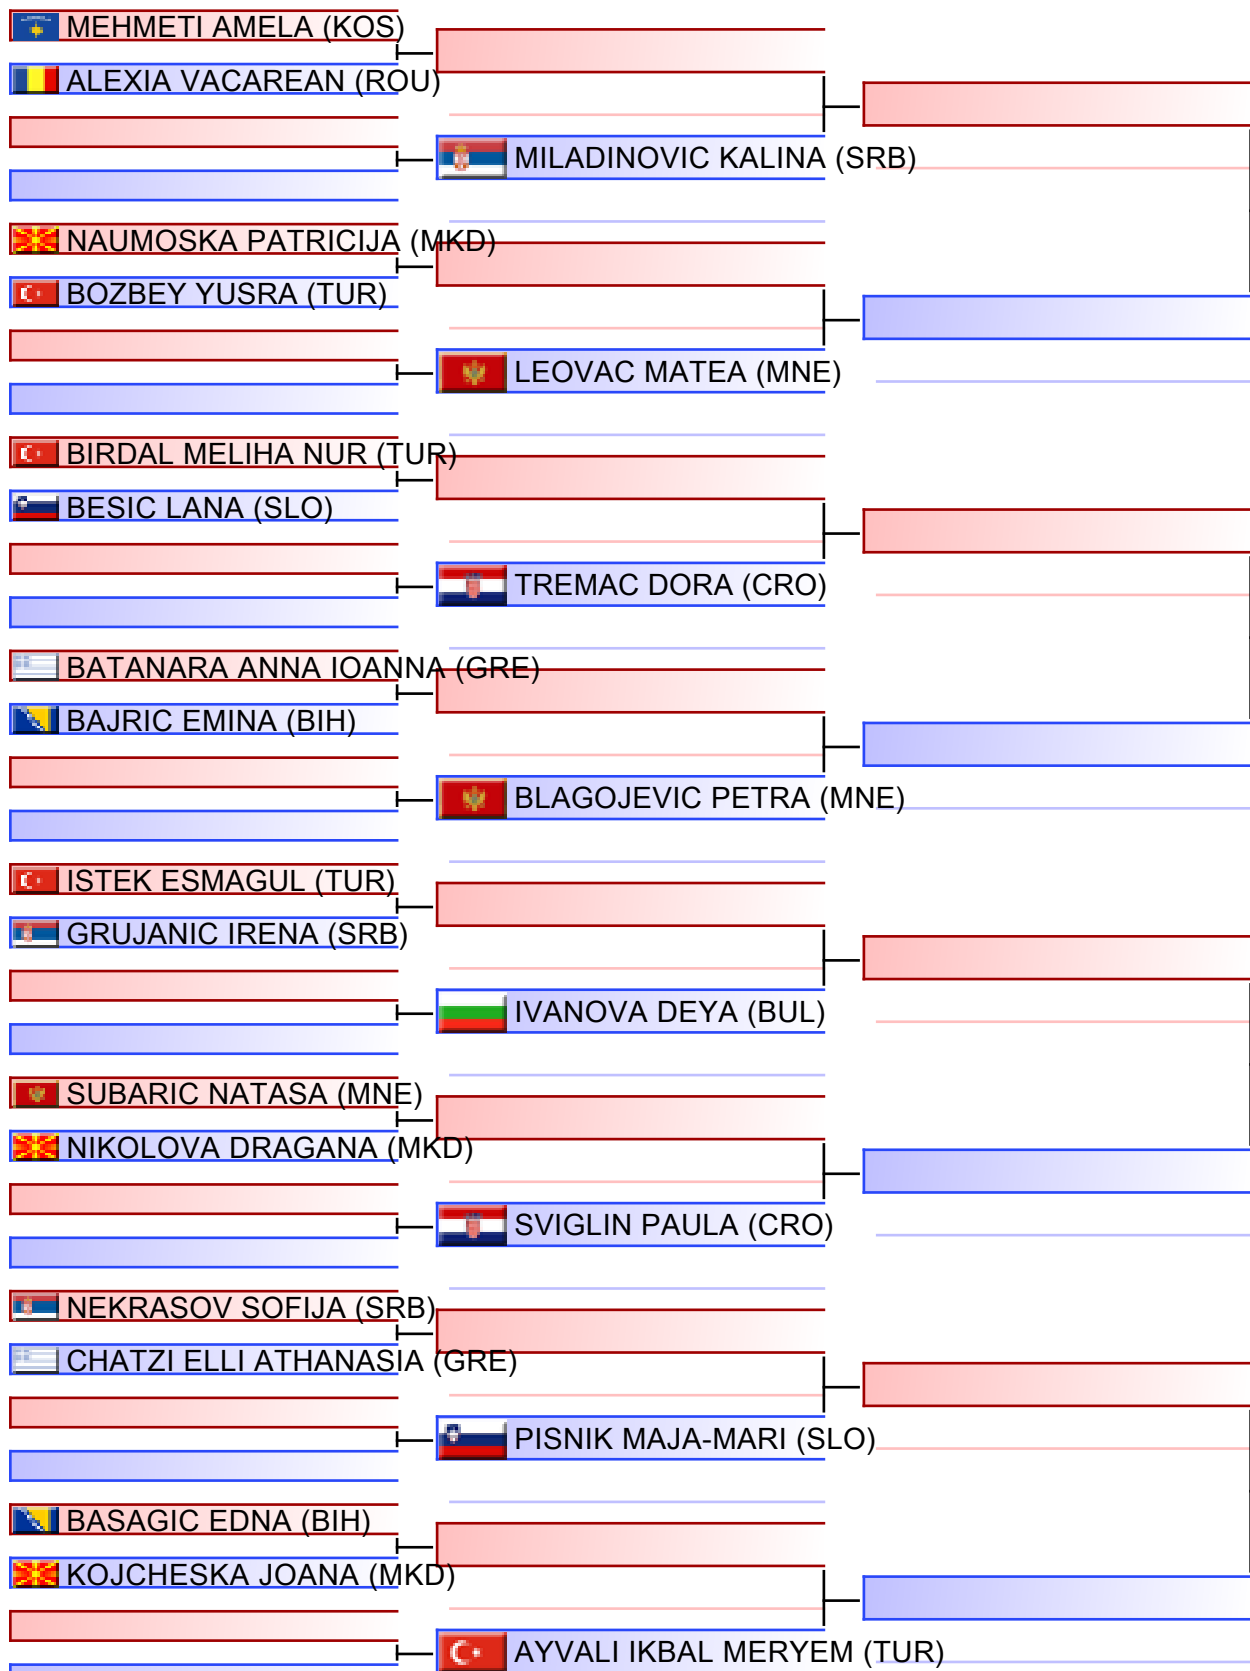 MEHMETI AMELA (KOS)
ALEXIA VACAREAN (ROU)
MILADINOVIC KALINA (SRB)
NAUMOSKA PATRICIJA (MKD)
BOZBEY YUSRA (TUR)
LEOVAC MATEA (MNE)
BIRDAL MELIHA NUR (TUR)
BESIC LANA (SLO)
TREMAC DORA (CRO)
BATANARA ANNA IOANNA (GRE)
BAJRIC EMINA (BIH)
BLAGOJEVIC PETRA (MNE)
ISTEK ESMAGUL (TUR)
GRUJANIC IRENA (SRB)
IVANOVA DEYA (BUL)
SUBARIC NATASA (MNE)
NIKOLOVA DRAGANA (MKD)
SVIGLIN PAULA (CRO)
NEKRASOV SOFIJA (SRB)
CHATZI ELLI ATHANASIA (GRE)
PISNIK MAJA-MARI (SLO)
BASAGIC EDNA (BIH)
KOJCHESKA JOANA (MKD)
AYVALI IKBAL MERYEM (TUR)